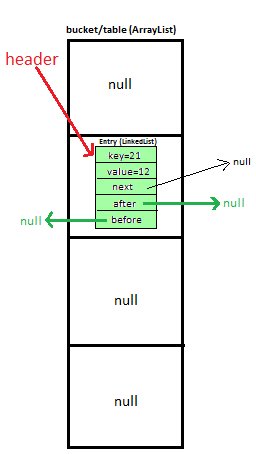 bucket/table (ArrayList)
header
null
Entry (LinkedList)
key=21
value=12
next
null
after
null
before
null
null
null